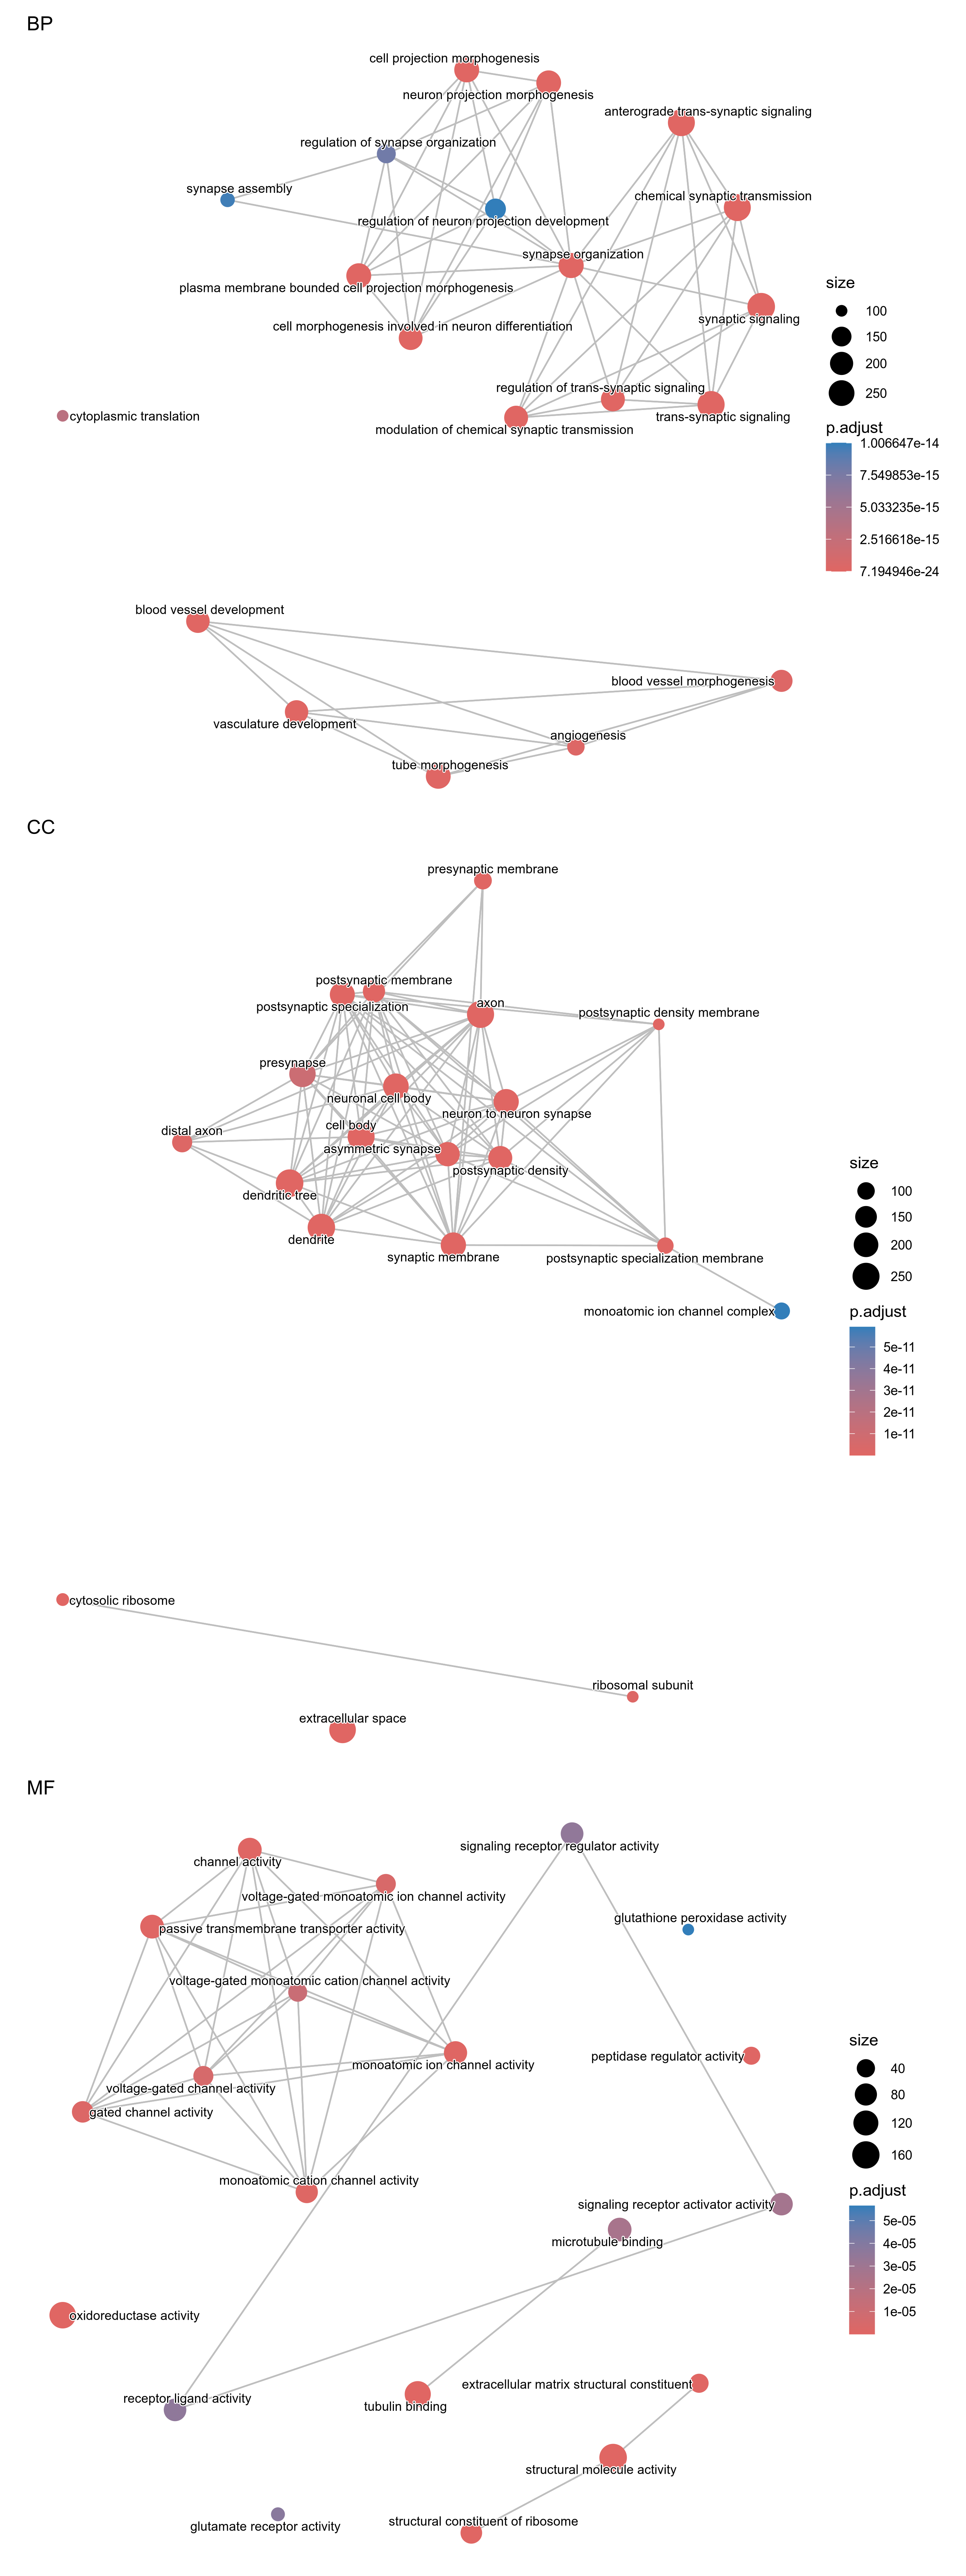 BP
cell projection morphogenesis
neuron projection morphogenesis
anterograde trans-synaptic signaling
regulation of synapse organization
synapse assembly
chemical synaptic transmission
regulation of neuron projection development
synapse organization
plasma membrane bounded cell projection morphogenesis
synaptic signaling
cell morphogenesis involved in neuron differentiation
regulation of trans-synaptic signaling
cytoplasmic translation
trans-synaptic signaling
modulation of chemical synaptic transmission
size
100
150
200
250
p.adjust
1.006647e-14
7.549853e-15
5.033235e-15
2.516618e-15
7.194946e-24
blood vessel development
blood vessel morphogenesis
vasculature development
angiogenesis
tube morphogenesis
CC
presynaptic membrane
postsynaptic membrane
postsynaptic specialization
axon
postsynaptic density membrane
presynapse
neuronal cell body
neuron to neuron synapse
cell body
distal axon
asymmetric synapse
postsynaptic density
dendritic tree
dendrite
synaptic membrane
postsynaptic specialization membrane
monoatomic ion channel complex
size
100
150
200
250
p.adjust
5e-11
4e-11
3e-11
2e-11
1e-11
cytosolic ribosome
ribosomal subunit
extracellular space
MF
signaling receptor regulator activity
channel activity
voltage-gated monoatomic ion channel activity
glutathione peroxidase activity
passive transmembrane transporter activity
voltage-gated monoatomic cation channel activity
peptidase regulator activity
monoatomic ion channel activity
voltage-gated channel activity
gated channel activity
monoatomic cation channel activity
signaling receptor activator activity
microtubule binding
size
40
80
120
160
p.adjust
5e-05
4e-05
3e-05
2e-05
1e-05
oxidoreductase activity
extracellular matrix structural constituent
receptor ligand activity
tubulin binding
structural molecule activity
structural constituent of ribosome
glutamate receptor activity